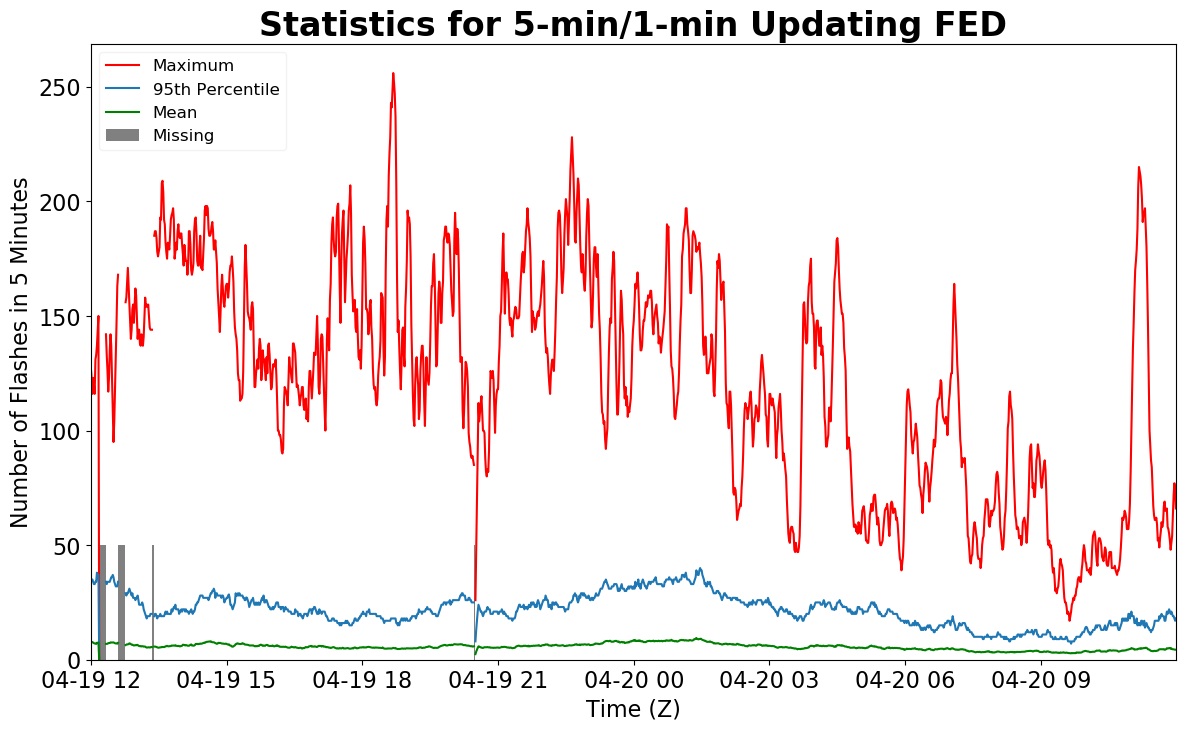 Statistics for 5-min/1-min Updating FED
Number of Flashes in 5 Minutes
250
200
150
100
50
0
Maximum
95th Percentile
Mean
Missing
04-19 12 04-19 15 04-19 18 04-19 21 04-20 00 04-20 03 04-20 06 04-20 09
Time (Z)